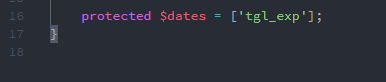 16 protected $dates = ['tgl_exp'];
17 }
18